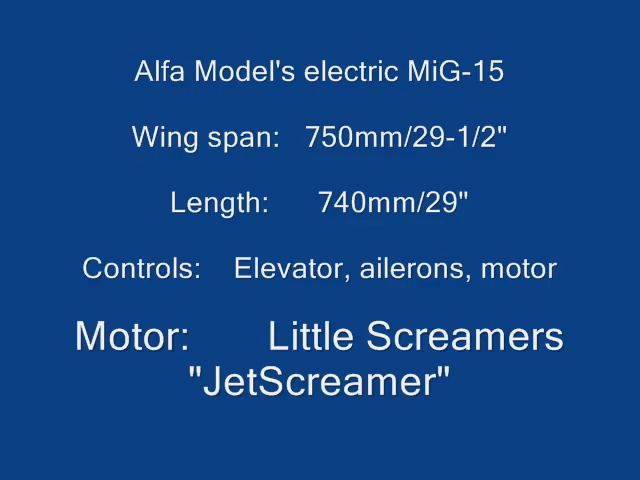 Alfa Model's electric MiG-15
Wing span: 750mm/29-1/2"
Length: 740mm/29"
Controls: Elevator, ailerons, motor
Motor: Little Screamers
"JetScreamer"